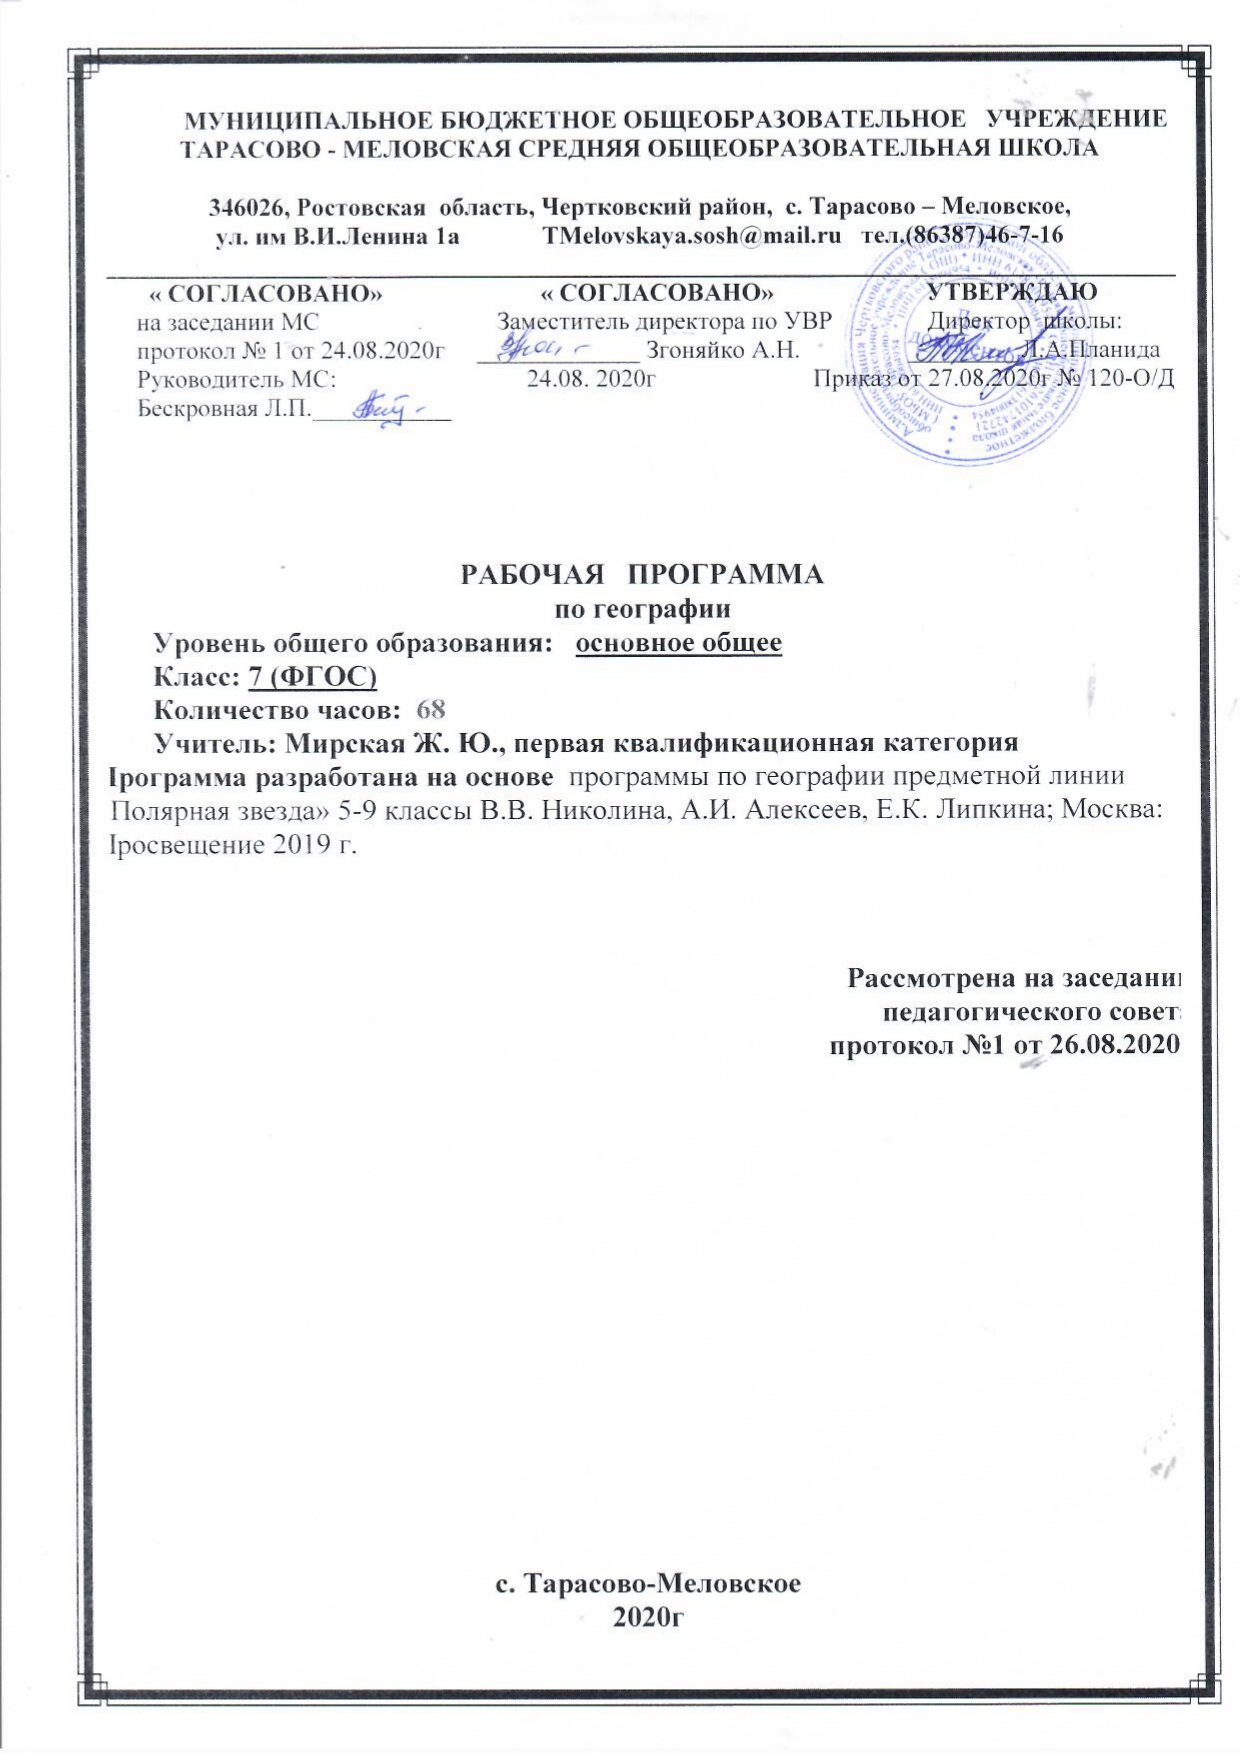 МУНИЦИПАЛЬНОЕ БЮДЖЕТНОЕ ОБЩЕОБРАЗОВАТЕЛЬНОЕ УЧРЕЖДЕНИЕ
ТАРАСОВО - МЕЛОВСКАЯ СРЕДНЯЯ ОБЩЕОБРАЗОВАТЕЛЬНАЯ ШКОЛА
346026, Ростовская область, Чертковский район, с. Тарасово – Меловское,
ул. им В.И.Ленина 1а TMelovskaya.sosh@mail.ru тел.(86387)46-7-16
« СОГЛАСОВАНО» « СОГЛАСОВАНО» УТВЕРЖДАЮ
на заседании МС Заместитель директора по УВР Директор школы:
протокол № 1 от 24.08.2020г Згоняйко А.Н. Л.А.Планида
Руководитель МС: 24.08. 2020г Приказ от 27.08.2020г № 120-О/Д
Бескровная Л.П.
РАБОЧАЯ ПРОГРАММА
по географии
Уровень общего образования: основное общее
Класс: 7 (ФГОС)
Количество часов: 68
Учитель: Мирская Ж. Ю., первая квалификационная категория
Iрограмма разработана на основе программы по географии предметной линии
Полярная звезда» 5-9 классы В.В. Николина, А.И. Алексеев, Е.К. Липкина; Москва:
Iросвещение 2019 г.
Рассмотрена на заседани
педагогического совет
протокол №1 от 26.08.2020
с. Тарасово-Меловское
2020г